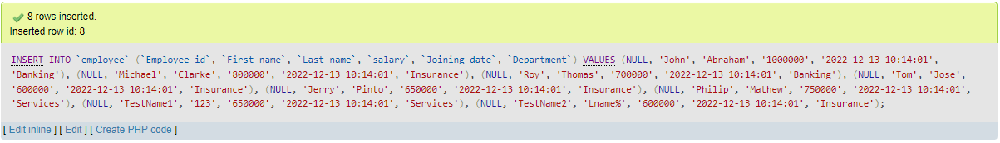 8 rows inserted.
Inserted row id: 8
INSERT INTO `employee` (`Employee_id`, `First_name`, `Last_name`, `salary`, `Joining_date`, `Department`) VALUES (NULL, 'John', 'Abraham', '1000000', '2022-12-13 10:14:01',
'Banking'), (NULL, 'Michael', 'Clarke', '800000', '2022-12-13 10:14:01', 'Insurance'), (NULL, 'Roy', 'Thomas', '700000', '2022-12-13 10:14:01', 'Banking'), (NULL, 'Tom', 'Jose',
'600000', '2022-12-13 10:14:01', 'Insurance'), (NULL, 'Jerry', 'Pinto', '650000', '2022-12-13 10:14:01', 'Insurance'), (NULL, 'Philip', 'Mathew', '750000', '2022-12-13 10:14:01',
'Services'), (NULL, 'TestName1', '123', '650000', '2022-12-13 10:14:01', 'Services'), (NULL, 'TestName2', 'Lname%', '600000', '2022-12-13 10:14:01', 'Insurance');
[ Edit inline ] [ Edit ] [ Create PHP code ]